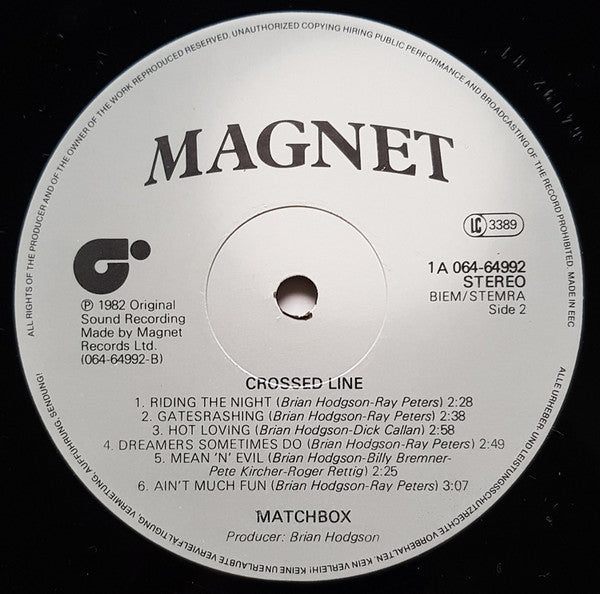 ALL RIGHTS OF THE PRODUCER AND OF THE OWNER OF THE WORK REPRODUCED RESERVED. UNAUTHORIZED COPYING HIRING PUBLIC PERFORMANCE AND BROADCASTING OF THE RECORD PROHIBITED. MADE IN EEC
MAGNET
LC 3389
1A 064-64992
STEREO
BIEM/STEMRA
Side 2
℗ 1982 Original
Sound Recording
Made by Magnet
Records Ltd.
(064-64992-B)
CROSSED LINE
1. RIDING THE NIGHT (Brian Hodgson-Ray Peters) 2:28
2. GATESRASHING (Brian Hodgson-Ray Peters) 2:38
3. HOT LOVING (Brian Hodgson-Dick Callan) 2:58
4. DREAMERS SOMETIMES DO (Brian Hodgson-Ray Peters) 2:49
5. MEAN 'N' EVIL (Brian Hodgson-Billy Bremner-
Pete Kircher-Roger Rettig) 2:25
6. AIN'T MUCH FUN (Brian Hodgson-Ray Peters) 3:07
MATCHBOX
Producer: Brian Hodgson
ALLE URHEBER- UND LEISTUNGSSCHUTZRECHTE VORBEHALTEN. KEIN VERLEIH! KEINE UNERLAUBTE VERVIELFÄLTIGUNG, VERMIETUNG, AUFFÜHRUNG, SENDUNG!